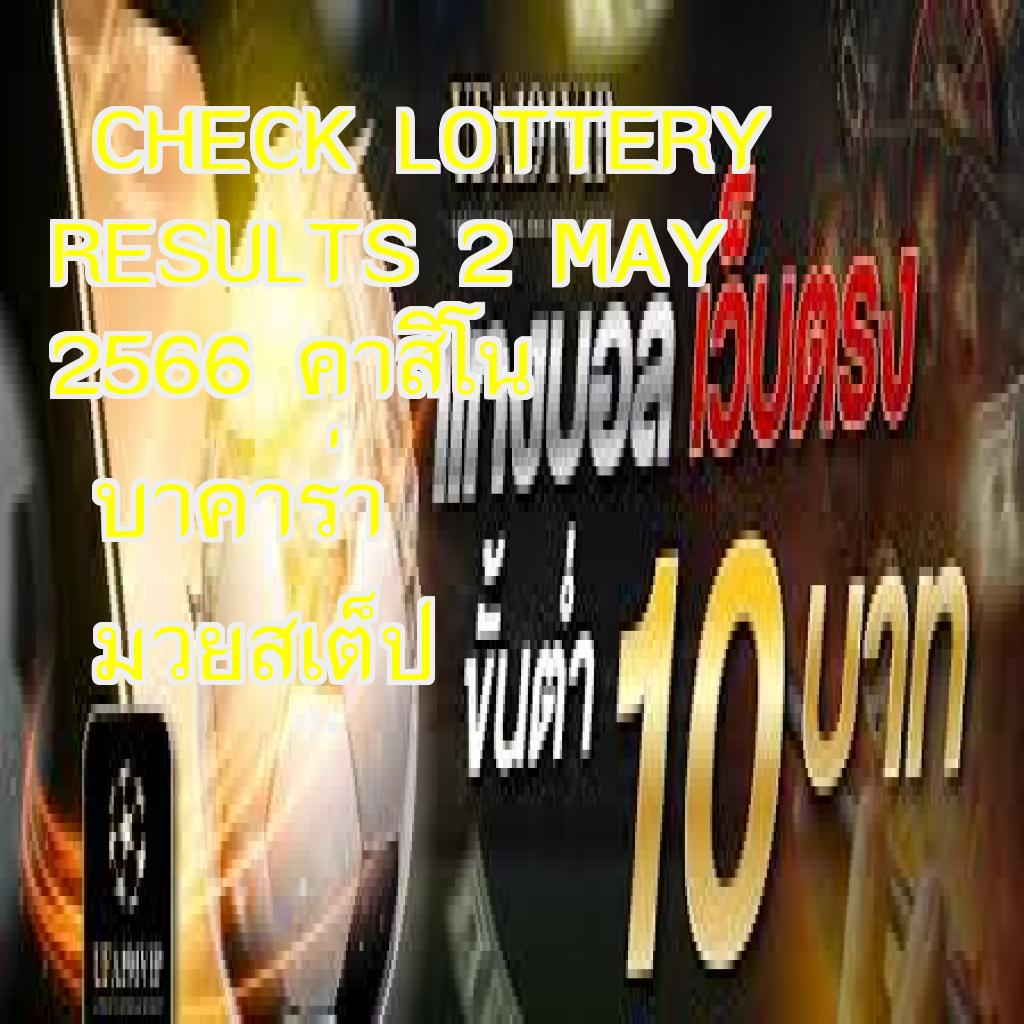 CHECK LOTTERY
RESULTS 2 MAY
2566 คาสิโน
บาคาร่า
มวยสเต็ป
แทงบอล เว็บตรง
ขั้นต่ำ 10 บาท